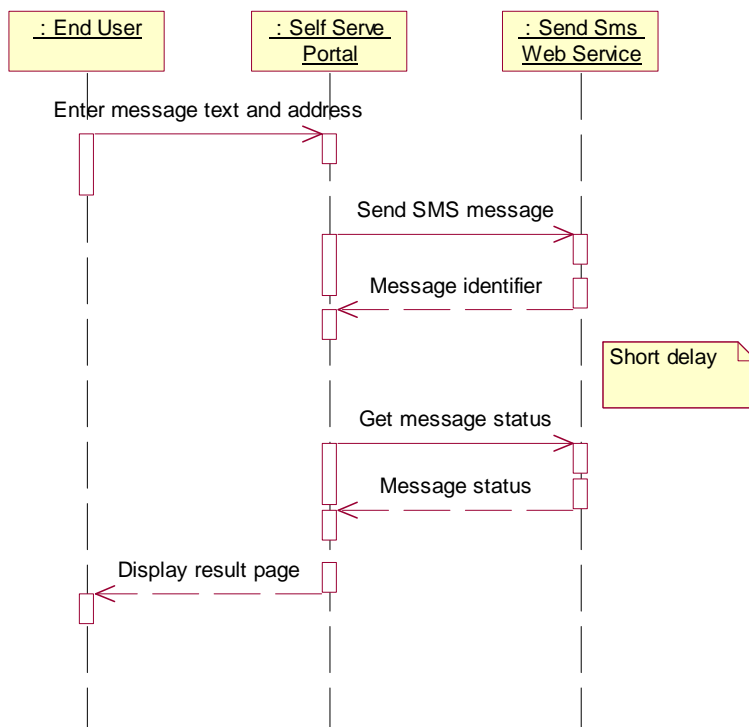 : End User
: Self Serve
Portal
: Send Sms
Web Service
Enter message text and address
Send SMS message
Message identifier
Short delay
Get message status
Message status
Display result page